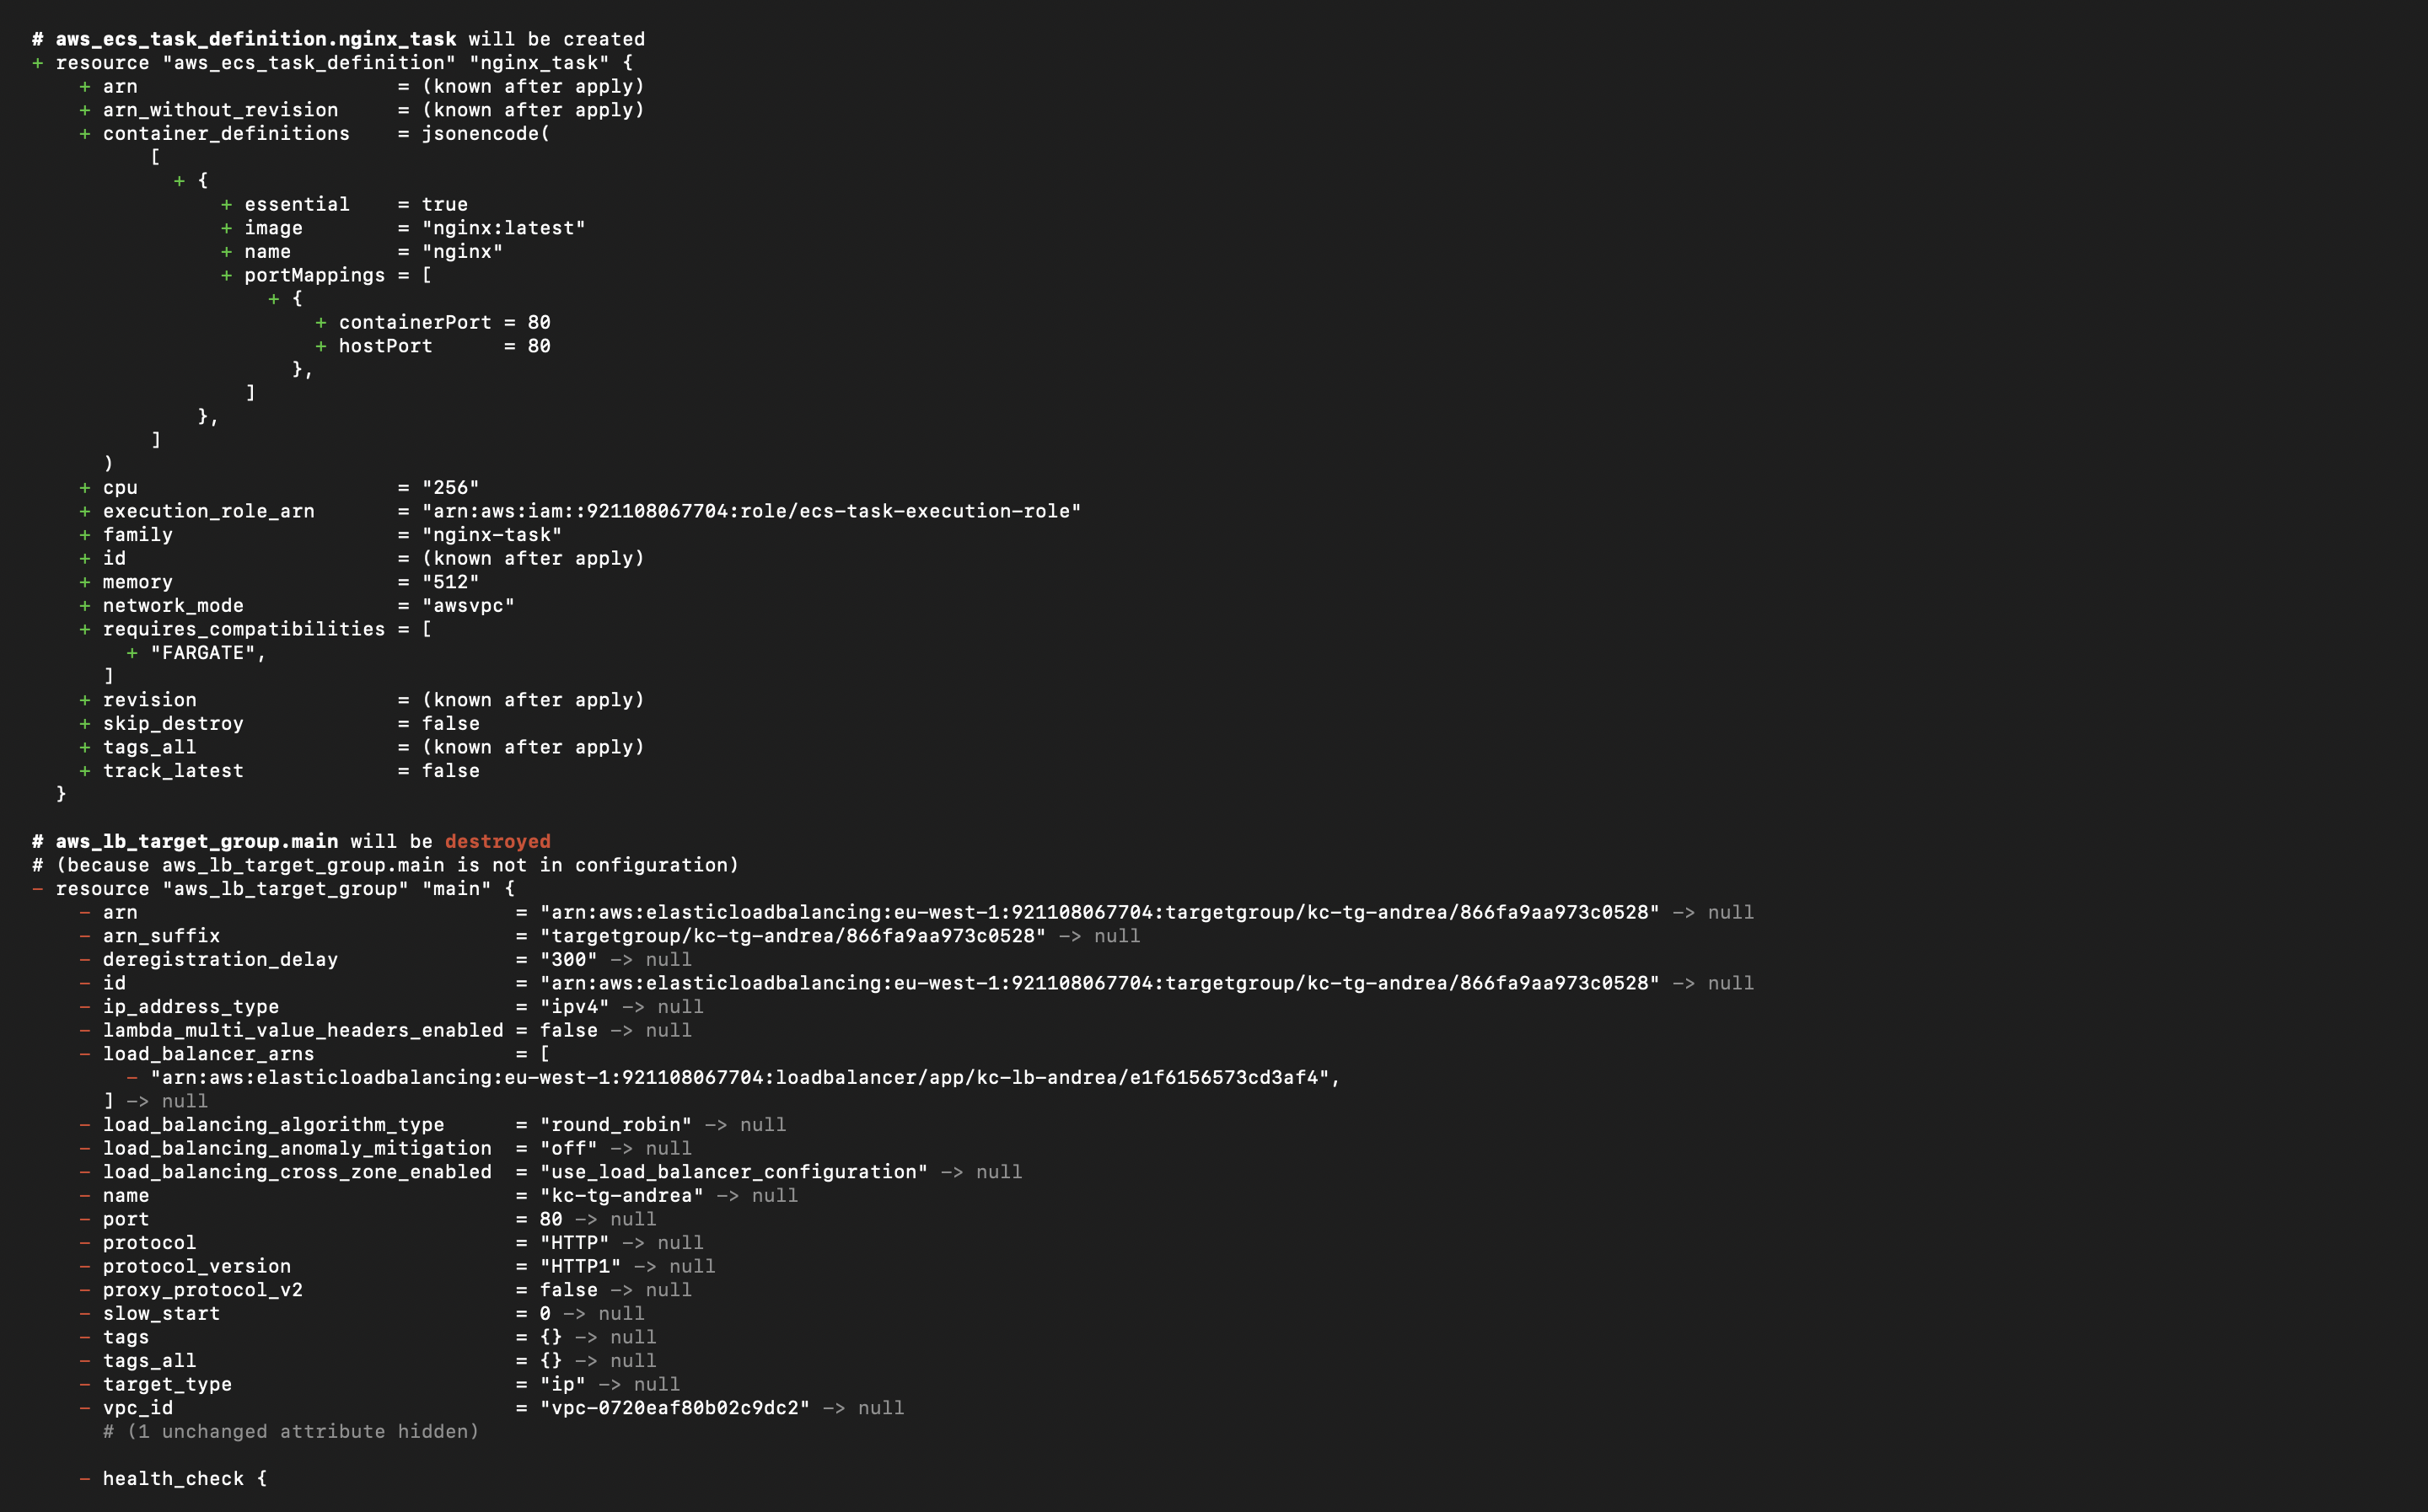 # aws_ecs_task_definition.nginx_task will be created
+ resource "aws_ecs_task_definition" "nginx_task" {
    + arn                      = (known after apply)
    + arn_without_revision     = (known after apply)
    + container_definitions    = jsonencode(
          [
            + {
                + essential    = true
                + image        = "nginx:latest"
                + name         = "nginx"
                + portMappings = [
                    + {
                        + containerPort = 80
                        + hostPort      = 80
                      },
                  ]
              },
          ]
      )
    + cpu                      = "256"
    + execution_role_arn       = "arn:aws:iam::921108067704:role/ecs-task-execution-role"
    + family                   = "nginx-task"
    + id                       = (known after apply)
    + memory                   = "512"
    + network_mode             = "awsvpc"
    + requires_compatibilities = [
        + "FARGATE",
      ]
    + revision                 = (known after apply)
    + skip_destroy             = false
    + tags_all                 = (known after apply)
    + track_latest             = false
  }

# aws_lb_target_group.main will be destroyed
# (because aws_lb_target_group.main is not in configuration)
- resource "aws_lb_target_group" "main" {
    - arn                                = "arn:aws:elasticloadbalancing:eu-west-1:921108067704:targetgroup/kc-tg-andrea/866fa9aa973c0528" -> null
    - arn_suffix                         = "targetgroup/kc-tg-andrea/866fa9aa973c0528" -> null
    - deregistration_delay               = "300" -> null
    - id                                 = "arn:aws:elasticloadbalancing:eu-west-1:921108067704:targetgroup/kc-tg-andrea/866fa9aa973c0528" -> null
    - ip_address_type                    = "ipv4" -> null
    - lambda_multi_value_headers_enabled = false -> null
    - load_balancer_arns                 = [
        - "arn:aws:elasticloadbalancing:eu-west-1:921108067704:loadbalancer/app/kc-lb-andrea/e1f6156573cd3af4",
      ] -> null
    - load_balancing_algorithm_type      = "round_robin" -> null
    - load_balancing_anomaly_mitigation  = "off" -> null
    - load_balancing_cross_zone_enabled  = "use_load_balancer_configuration" -> null
    - name                               = "kc-tg-andrea" -> null
    - port                               = 80 -> null
    - protocol                           = "HTTP" -> null
    - protocol_version                   = "HTTP1" -> null
    - proxy_protocol_v2                  = false -> null
    - slow_start                         = 0 -> null
    - tags                               = {} -> null
    - tags_all                           = {} -> null
    - target_type                        = "ip" -> null
    - vpc_id                             = "vpc-0720eaf80b02c9dc2" -> null
      # (1 unchanged attribute hidden)

    - health_check {